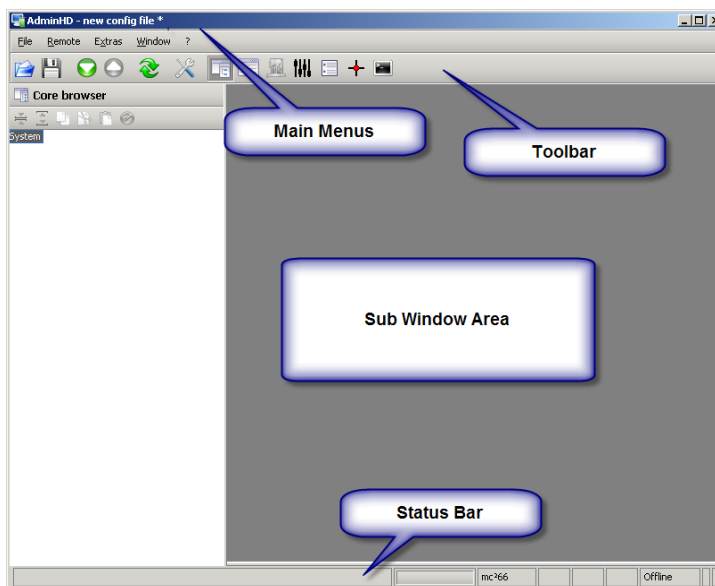 AdminHD - new config file *
File Remote Extras Window ?
Core browser
System
Main Menus
Toolbar
Sub Window Area
Status Bar
mc²66
Offline